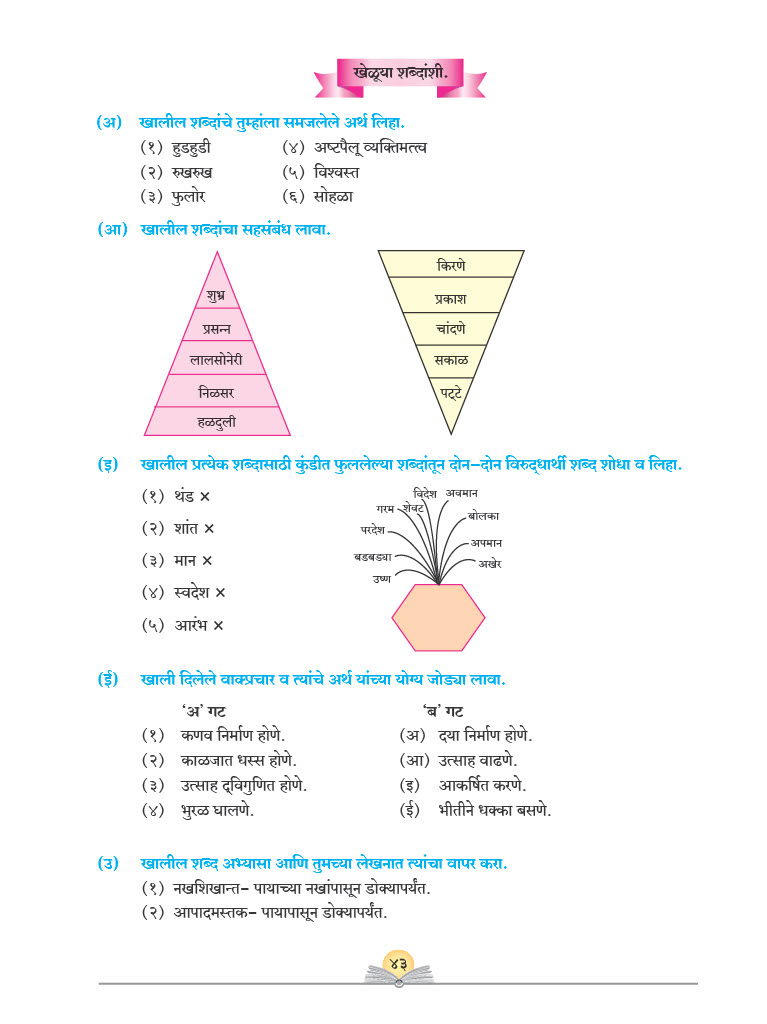 खेळूया शब्दांशी.
(अ) खालील शब्दांचे तुम्हांला समजलेले अर्थ लिहा.
(१) हुडहुडी (४) अष्टपैलू व्यक्तिमत्त्व
(२) रुखरुख (५) विश्वस्त
(३) फुलोर (६) सोहळा
(आ) खालील शब्दांचा सहसंबंध लावा.
शुभ्र
प्रसन्न
लालसोनेरी
निळसर
हळदुली
किरणे
प्रकाश
चांदणे
सकाळ
पट्टे
(इ) खालील प्रत्येक शब्दासाठी कुंडीत फुललेल्या शब्दांतून दोन-दोन विरुद्धार्थी शब्द शोधा व लिहा.
(१) थंड ×
(२) शांत ×
(३) मान ×
(४) स्वदेश ×
(५) आरंभ ×
विदेश
अवमान
गरम
शेवट
बोलका
परदेश
अपमान
बडबड्या
अखेर
उष्ण
(ई) खाली दिलेले वाक्प्रचार व त्यांचे अर्थ यांच्या योग्य जोड्या लावा.
‘अ’ गट ‘ब’ गट
(१) कणव निर्माण होणे. (अ) दया निर्माण होणे.
(२) काळजात धस्स होणे. (आ) उत्साह वाढणे.
(३) उत्साह द्विगुणित होणे. (इ) आकर्षित करणे.
(४) भुरळ घालणे. (ई) भीतीने धक्का बसणे.
(उ) खालील शब्द अभ्यासा आणि तुमच्या लेखनात त्यांचा वापर करा.
(१) नखशिखान्त– पायाच्या नखांपासून डोक्यापर्यंत.
(२) आपादमस्तक– पायापासून डोक्यापर्यंत.
४३